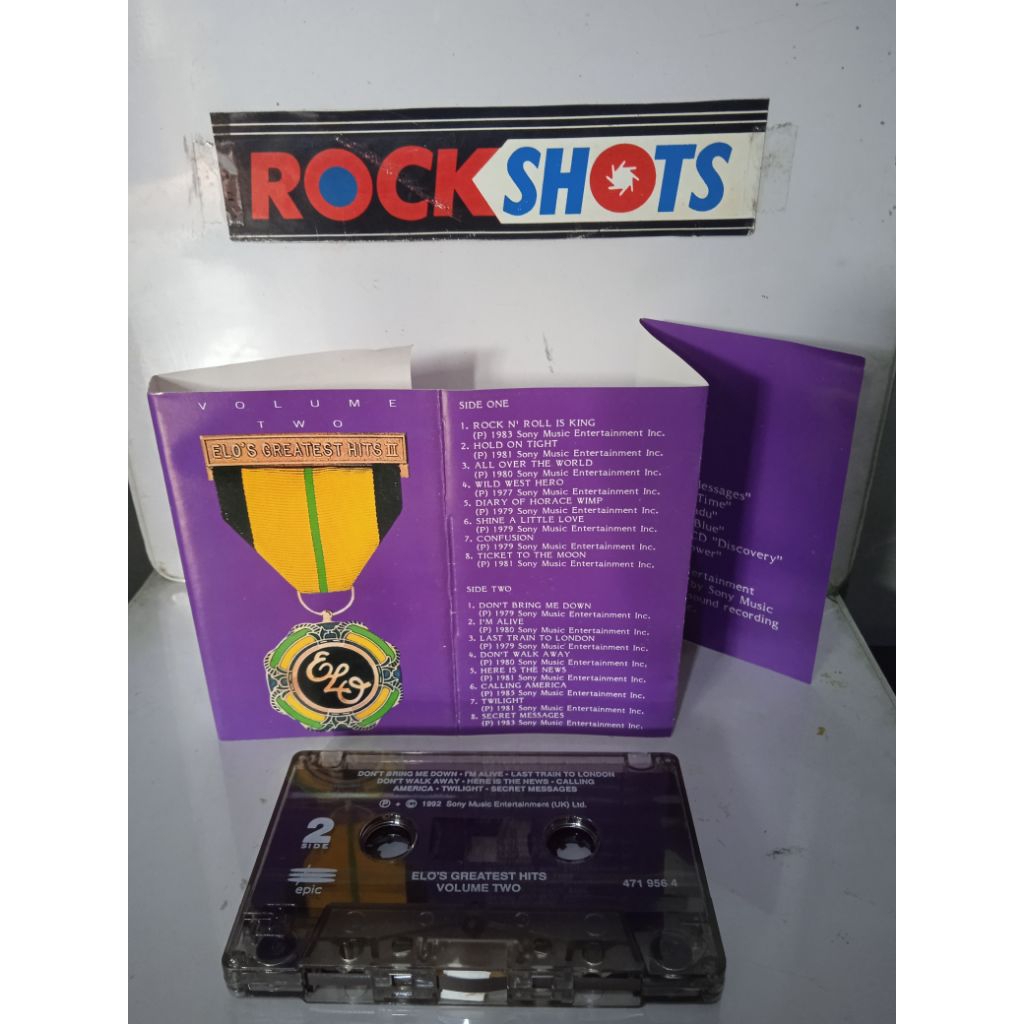 ROCKSHOTS
VOLUME
TWO
ELO'S GREATEST HITS II
ELO
SIDE ONE
1. ROCK N' ROLL IS KING
(P) 1983 Sony Music Entertainment Inc.
2. HOLD ON TIGHT
(P) 1981 Sony Music Entertainment Inc.
3. ALL OVER THE WORLD
(P) 1980 Sony Music Entertainment Inc.
4. WILD WEST HERO
(P) 1977 Sony Music Entertainment Inc.
5. DIARY OF HORACE WIMP
(P) 1979 Sony Music Entertainment Inc.
6. SHINE A LITTLE LOVE
(P) 1979 Sony Music Entertainment Inc.
7. CONFUSION
(P) 1979 Sony Music Entertainment Inc.
8. TICKET TO THE MOON
(P) 1981 Sony Music Entertainment Inc.
SIDE TWO
1. DON'T BRING ME DOWN
(P) 1979 Sony Music Entertainment Inc.
2. I'M ALIVE
(P) 1980 Sony Music Entertainment Inc.
3. LAST TRAIN TO LONDON
(P) 1979 Sony Music Entertainment Inc.
4. DON'T WALK AWAY
(P) 1980 Sony Music Entertainment Inc.
5. HERE IS THE NEWS
(P) 1981 Sony Music Entertainment Inc.
6. CALLING AMERICA
(P) 1985 Sony Music Entertainment Inc.
7. TWILIGHT
(P) 1981 Sony Music Entertainment Inc.
8. SECRET MESSAGES
(P) 1983 Sony Music Entertainment Inc.
Time"
Blue"
CD "Discovery"
by Sony Music
sound recording
DON'T BRING ME DOWN • I'M ALIVE • LAST TRAIN TO LONDON
DON'T WALK AWAY • HERE IS THE NEWS • CALLING
AMERICA • TWILIGHT • SECRET MESSAGES
℗ + © 1992 Sony Music Entertainment (UK) Ltd.
2
SIDE
epic
ELO'S GREATEST HITS
VOLUME TWO
471 956 4